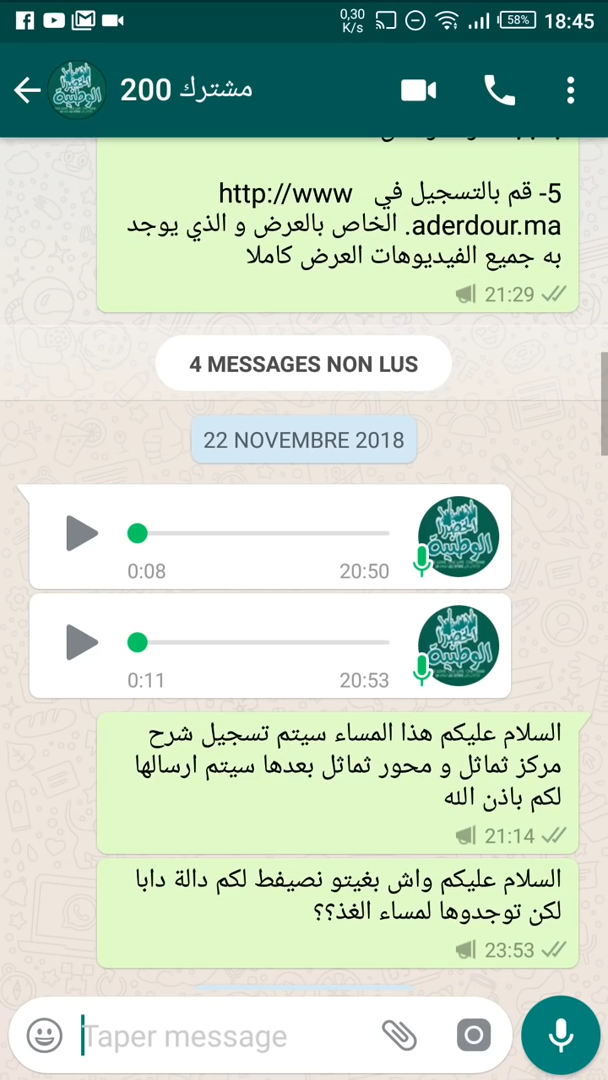 0,30
K/s
58%
18:45
200 مشترك
5- قم بالتسجيل في http://www
.aderdour.ma الخاص بالعرض و الذي يوجد
به جميع الفيديوهات العرض كاملا
21:29
4 MESSAGES NON LUS
22 NOVEMBRE 2018
0:08
20:50
0:11
20:53
السلام عليكم هذا المساء سيتم تسجيل شرح
مركز ثماثل و محور ثماثل بعدها سيتم ارسالها
لكم باذن الله
21:14
السلام عليكم واش بغيتو نصيفط لكم دالة دابا
لكن توجدوها لمساء الغذ؟؟
23:53
Taper message